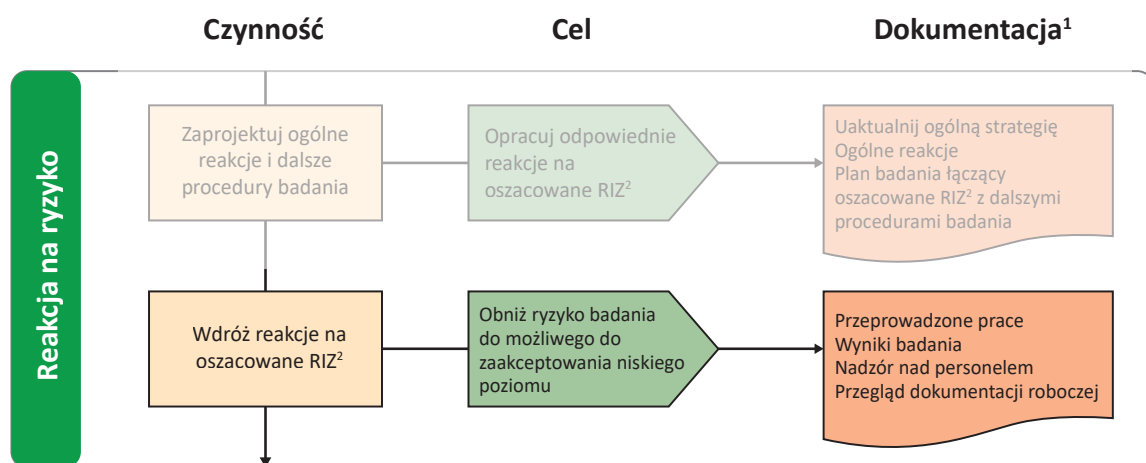 Czynność
Cel
Dokumentacja¹
Reakcja na ryzyko
Zaprojektuj ogólne
reakcje i dalsze
procedury badania
Opracuj odpowiednie
reakcje na
oszacowane RIZ²
Uaktualnij ogólną strategię
Ogólne reakcje
Plan badania łączący
oszacowane RIZ² z dalszymi
procedurami badania
Wdróż reakcje na
oszacowane RIZ²
Obniż ryzyko badania
do możliwego do
zaakceptowania niskiego
poziomu
Przeprowadzone prace
Wyniki badania
Nadzór nad personelem
Przegląd dokumentacji roboczej